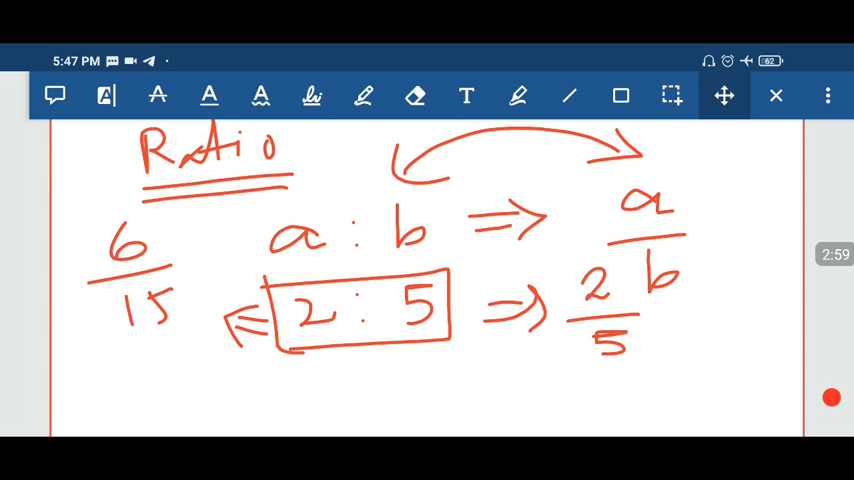 5:47 PM
62
A A A T
Ratio
a : b ⇒ a/b
2:59
6/15 ⇐ 2 : 5 ⇒ 2/5